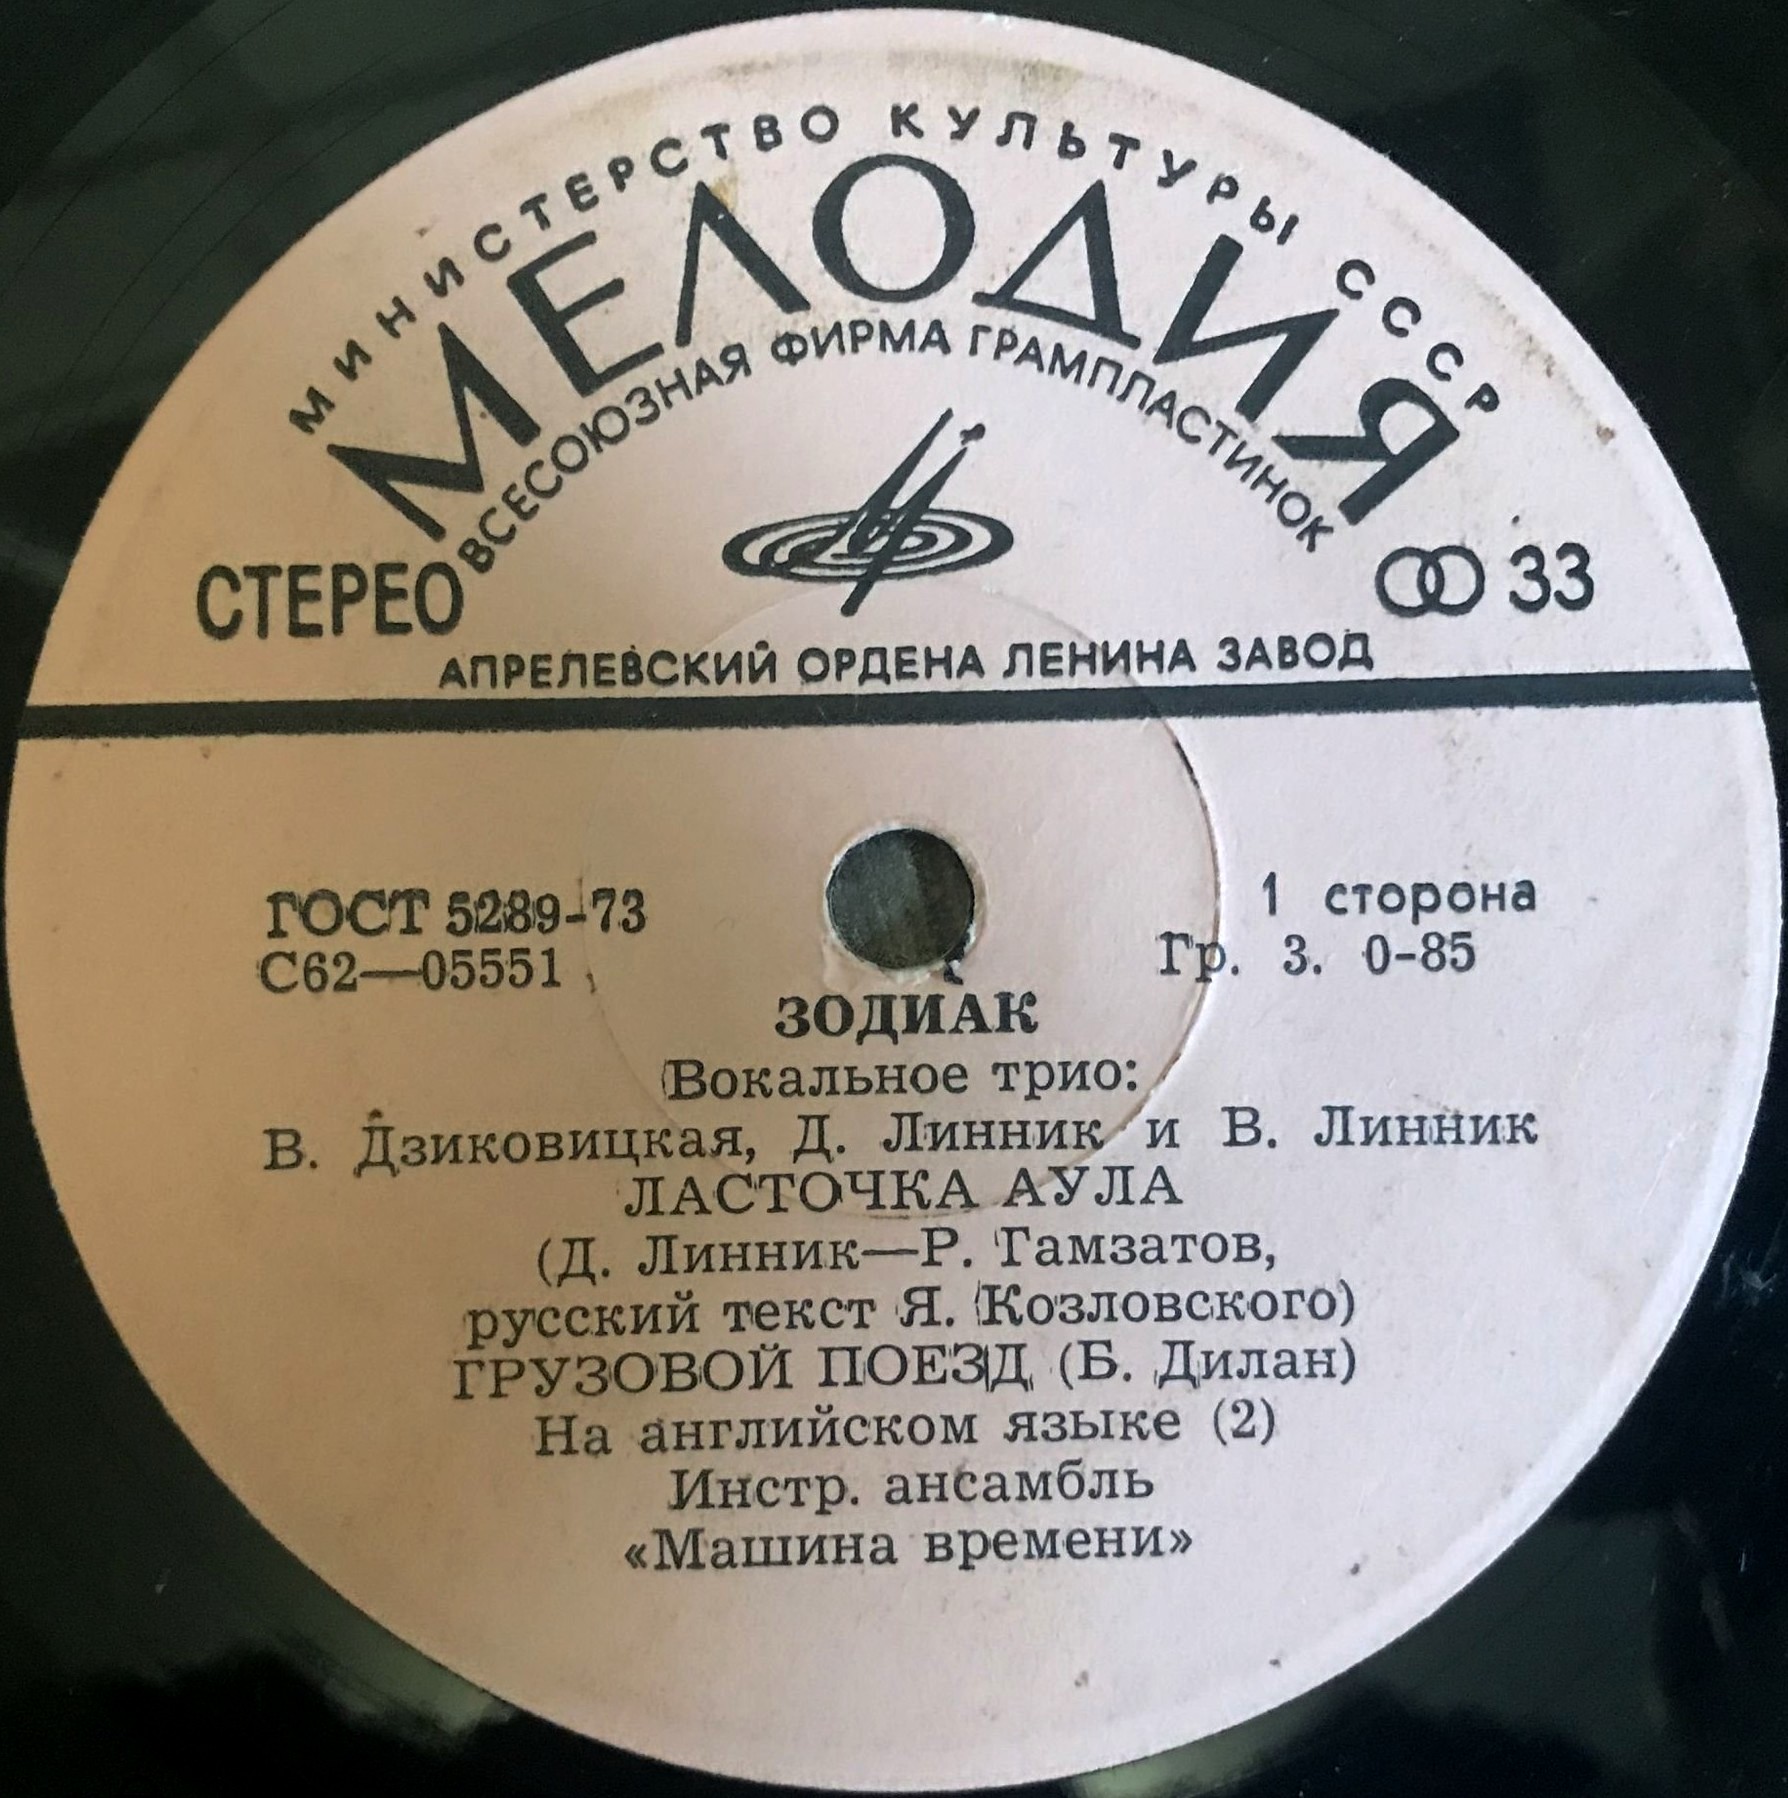 МИНИСТЕРСТВО КУЛЬТУРЫ СССР
МЕЛОДИЯ
ВСЕСОЮЗНАЯ ФИРМА ГРАМПЛАСТИНОК
СТЕРЕО
33
АПРЕЛЕВСКИЙ ОРДЕНА ЛЕНИНА ЗАВОД
ГОСТ 5289-73
С62—05551
1 сторона
Гр. 3. 0-85
ЗОДИАК
Вокальное трио:
В. Дзиковицкая, Д. Линник и В. Линник
ЛАСТОЧКА АУЛА
(Д. Линник—Р. Гамзатов,
русский текст Я. Козловского)
ГРУЗОВОЙ ПОЕЗД (Б. Дилан)
На английском языке (2)
Инстр. ансамбль
«Машина времени»